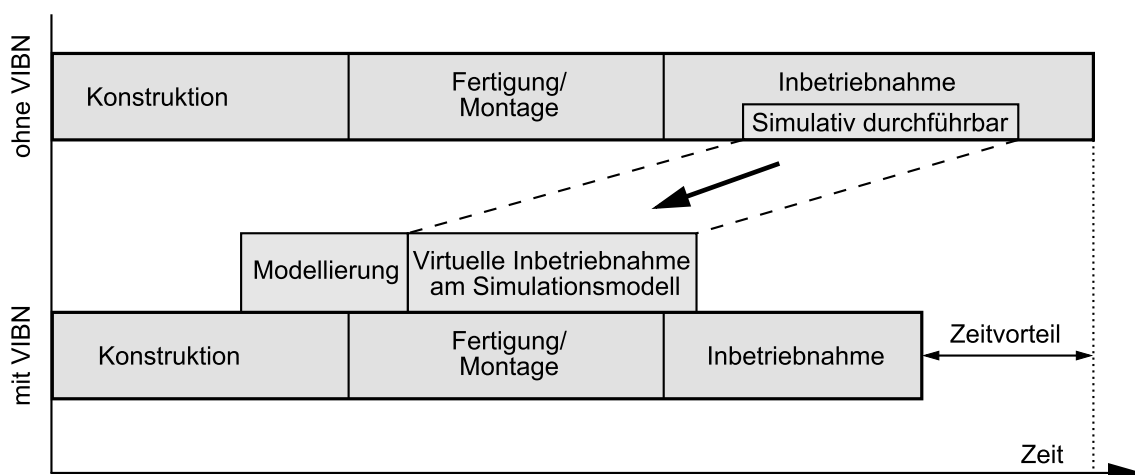 ohne VIBN
Konstruktion
Fertigung/
Montage
Inbetriebnahme
Simulativ durchführbar
Modellierung
Virtuelle Inbetriebnahme
am Simulationsmodell
mit VIBN
Konstruktion
Fertigung/
Montage
Inbetriebnahme
Zeitvorteil
Zeit